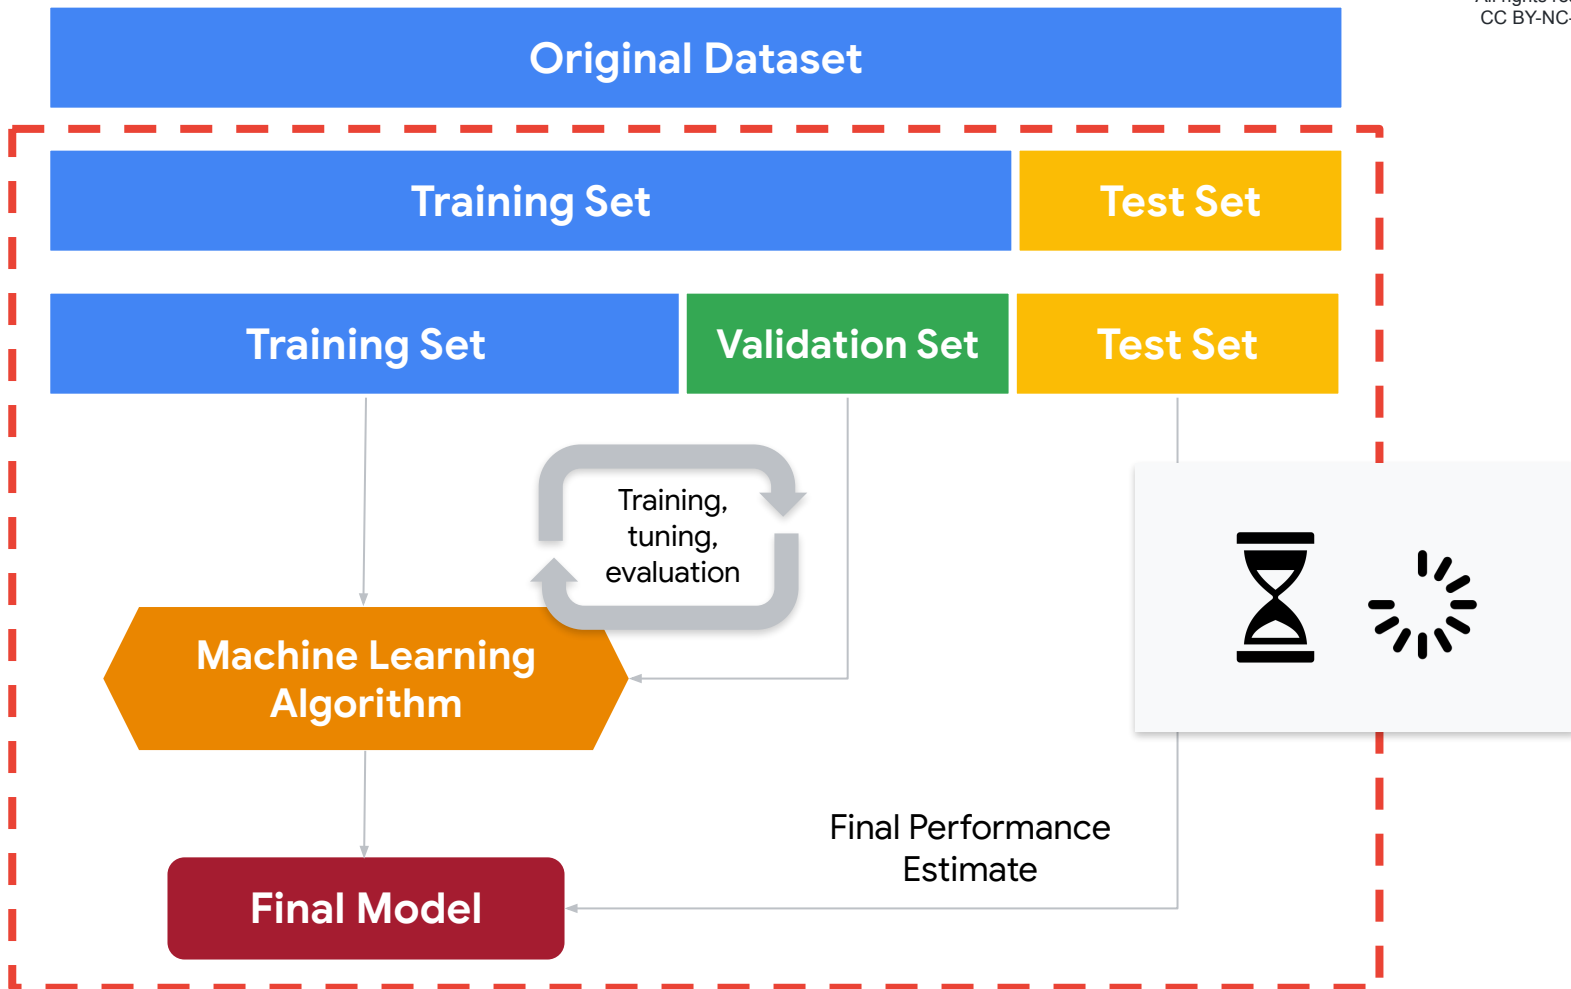 CC BY-NC-
Original Dataset
Training Set
Test Set
Training Set
Validation Set
Test Set
Training,
tuning,
evaluation
Machine Learning
Algorithm
Final Performance
Estimate
Final Model